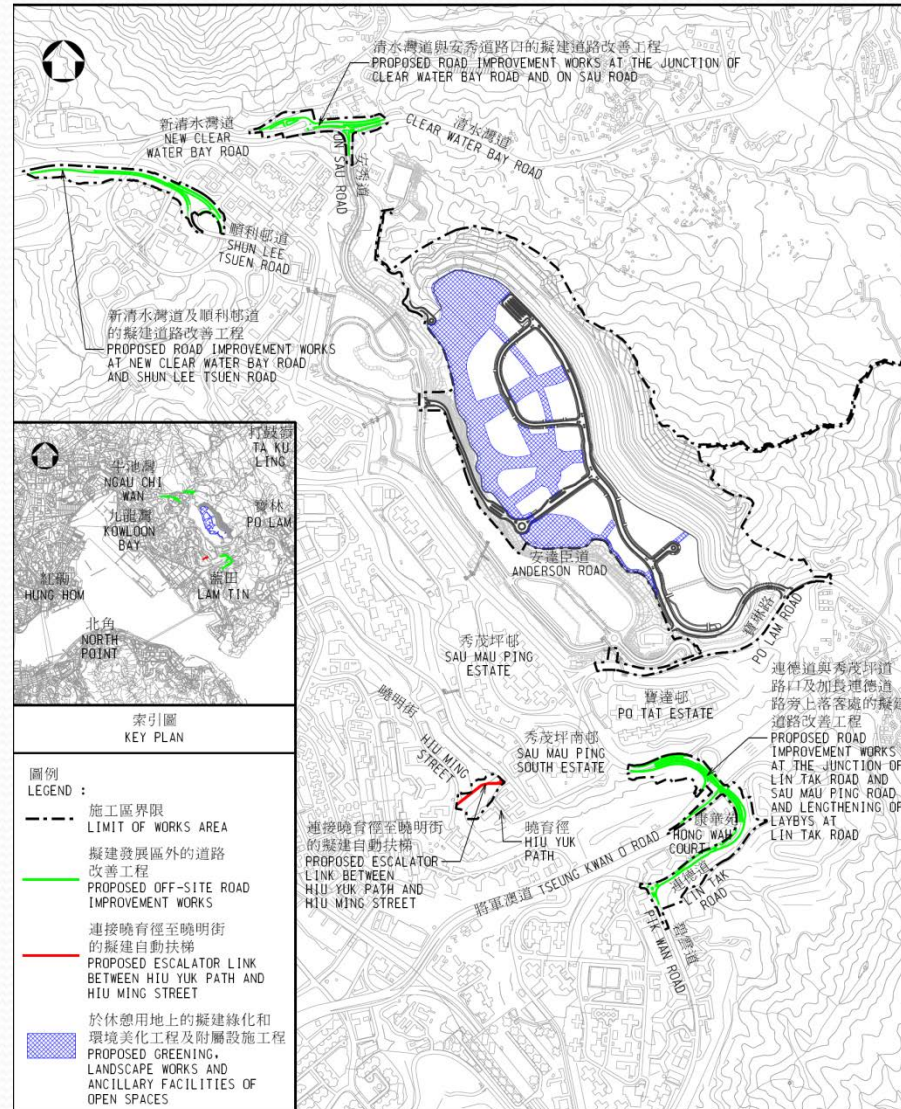 清水灣道與安秀道路口的擬建道路改善工程
PROPOSED ROAD IMPROVEMENT WORKS AT THE JUNCTION OF
CLEAR WATER BAY ROAD AND ON SAU ROAD
新清水灣道
NEW CLEAR
WATER BAY ROAD
清水灣道
CLEAR WATER BAY ROAD
安秀道
ON SAU ROAD
順利邨道
SHUN LEE
TSUEN ROAD
新清水灣道及順利邨道
的擬建道路改善工程
PROPOSED ROAD IMPROVEMENT WORKS
AT NEW CLEAR WATER BAY ROAD
AND SHUN LEE TSUEN ROAD
打鼓嶺
TA KU
LING
牛池灣
NGAU CHI
WAN
寶林
PO LAM
九龍灣
KOWLOON
BAY
紅磡
HUNG HOM
藍田
LAM TIN
北角
NORTH
POINT
索引圖
KEY PLAN
安達臣道
ANDERSON ROAD
寶琳路
PO LAM ROAD
秀茂坪邨
SAU MAU PING
ESTATE
寶達邨
PO TAT ESTATE
曉明街
HIU MING
STREET
秀茂坪南邨
SAU MAU PING
SOUTH ESTATE
連德道與秀茂坪道
路口及加長連德道
路旁上落客處的擬建
道路改善工程
PROPOSED ROAD
IMPROVEMENT WORKS
AT THE JUNCTION OF
LIN TAK ROAD AND
SAU MAU PING ROAD
AND LENGTHENING OF
LAYBYS AT
LIN TAK ROAD
連接曉育徑至曉明街
的擬建自動扶梯
PROPOSED ESCALATOR
LINK BETWEEN
HIU YUK PATH AND
HIU MING STREET
曉育徑
HIU YUK
PATH
康華苑
HONG WAH
COURT
將軍澳道 TSEUNG KWAN O ROAD
連德道
LIN TAK
ROAD
碧雲道
PIK WAN ROAD
圖例
LEGEND :
施工區界限
LIMIT OF WORKS AREA
擬建發展區外的道路
改善工程
PROPOSED OFF-SITE ROAD
IMPROVEMENT WORKS
連接曉育徑至曉明街
的擬建自動扶梯
PROPOSED ESCALATOR LINK
BETWEEN HIU YUK PATH AND
HIU MING STREET
於休憩用地上的擬建綠化和
環境美化工程及附屬設施工程
PROPOSED GREENING,
LANDSCAPE WORKS AND
ANCILLARY FACILITIES OF
OPEN SPACES